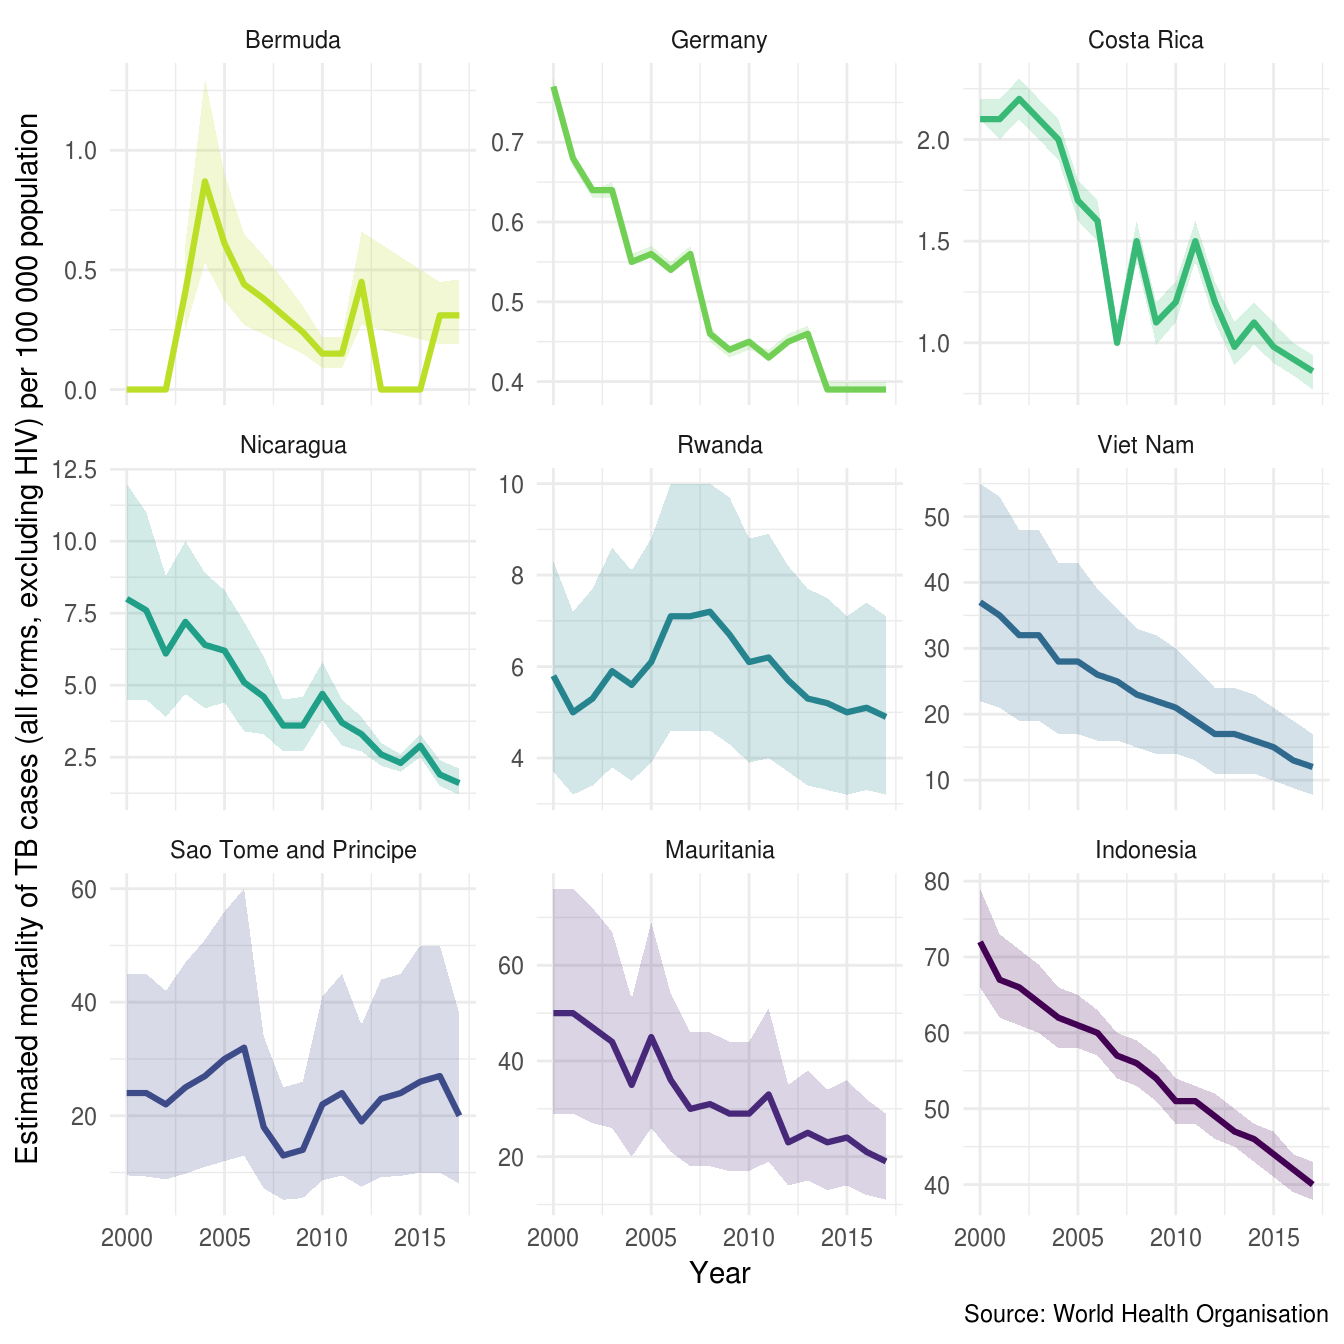 Bermuda
Germany
Costa Rica
1.0
0.5
0.0
0.7
0.6
0.5
0.4
2.0
1.5
1.0
Nicaragua
Rwanda
Viet Nam
12.5
10.0
7.5
5.0
2.5
10
8
6
4
50
40
30
20
10
Sao Tome and Principe
Mauritania
Indonesia
60
40
20
60
40
20
80
70
60
50
40
2000 2005 2010 2015
2000 2005 2010 2015
2000 2005 2010 2015
Estimated mortality of TB cases (all forms, excluding HIV) per 100 000 population
Year
Source: World Health Organisation